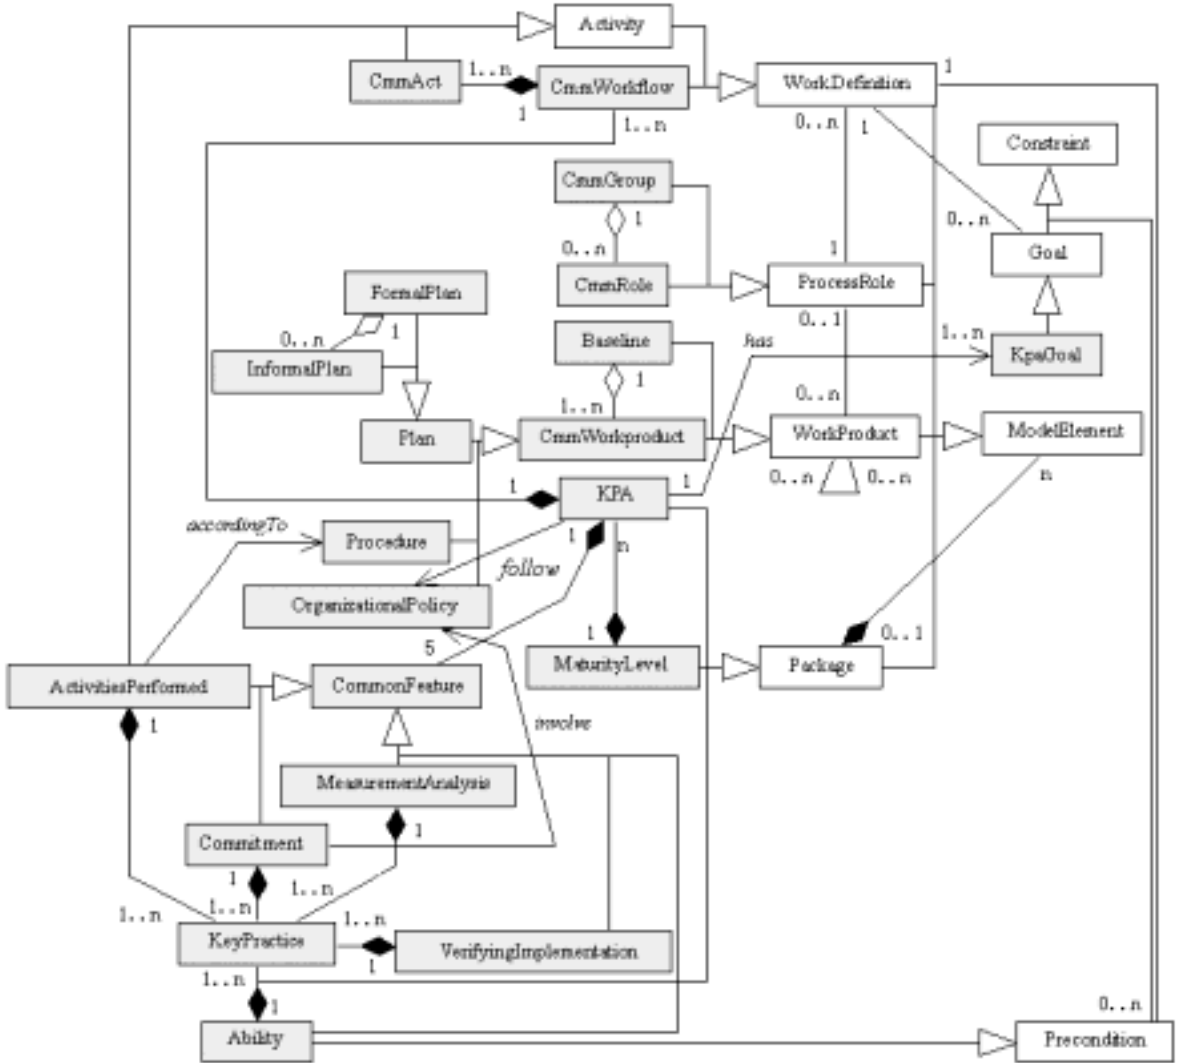 Activity
1..n
CmmAct
CmmWorkflow
WorkDefinition
1
1
1..n
0..n
1
Constraint
CmmGroup
1
0..n
0..n
1
Goal
CmmRole
ProcessRole
FormalPlan
0..n
1
Baseline
0..1
has
1..n
InformalPlan
KpaGoal
1
1..n
0..n
Plan
CmmWorkproduct
WorkProduct
ModelElement
0..n
0..n
n
1
KPA
1
accordingTo
Procedure
1
n
follow
OrganizationalPolicy
5
1
0..1
MaturityLevel
Package
ActivitiesPerformed
CommonFeature
1
involve
MeasurementAnalysis
1
Commitment
1
1..n
1..n
1..n
1..n
KeyPractice
VerifyingImplementation
1
1..n
1
0..n
Ability
Precondition